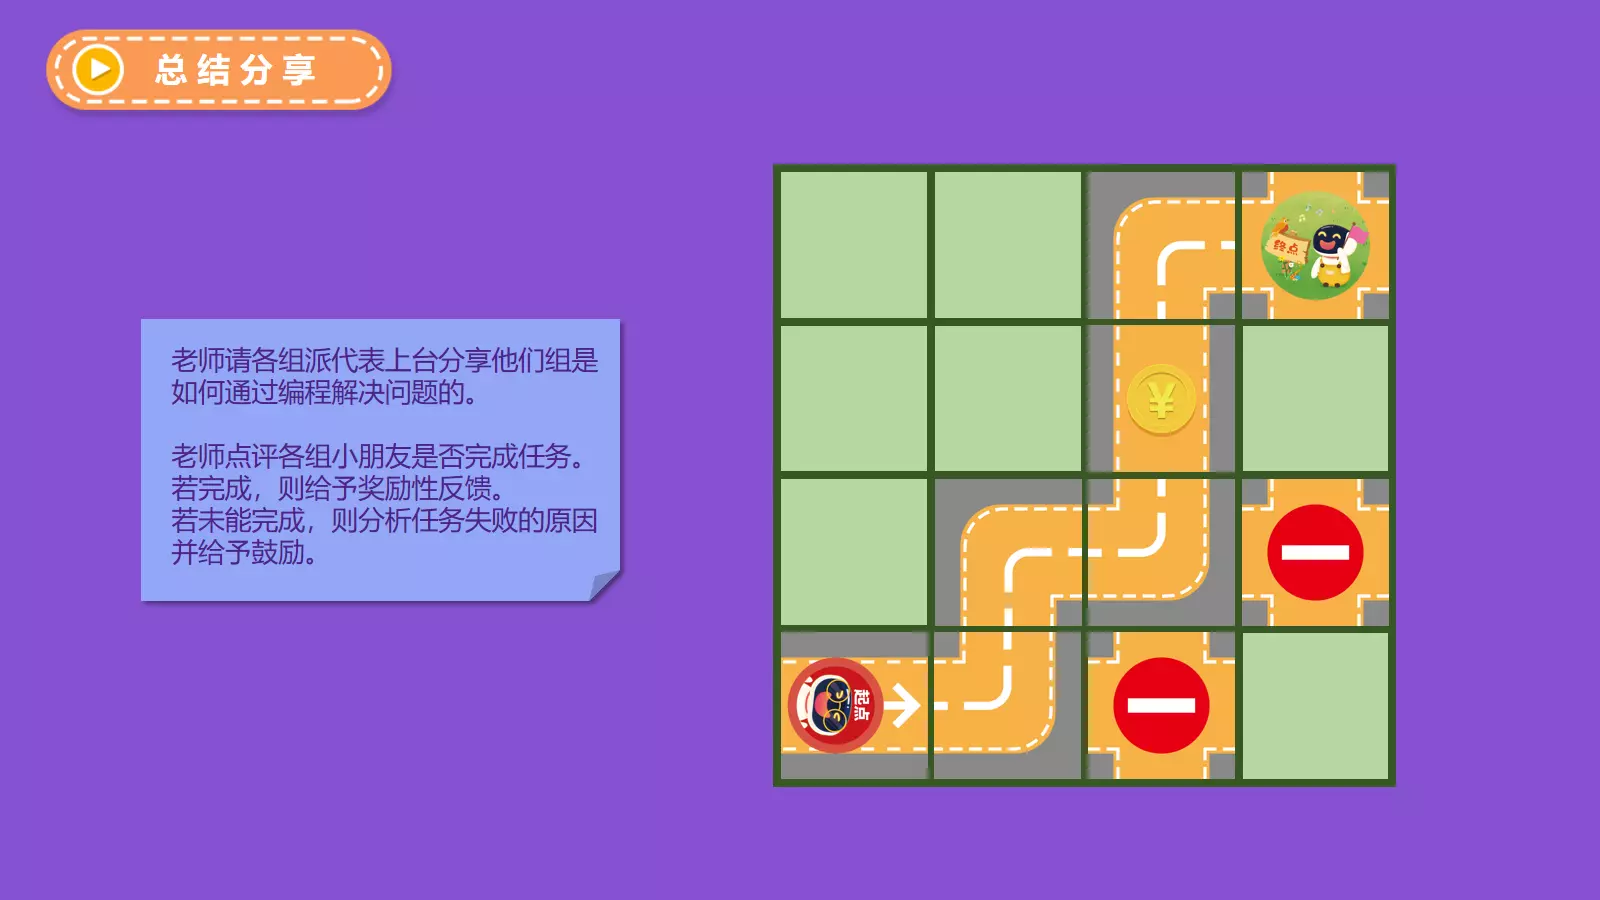 总结分享
老师请各组派代表上台分享他们组是
如何通过编程解决问题的。
老师点评各组小朋友是否完成任务。
若完成，则给予奖励性反馈。
若未能完成，则分析任务失败的原因
并给予鼓励。
终点
¥
起点